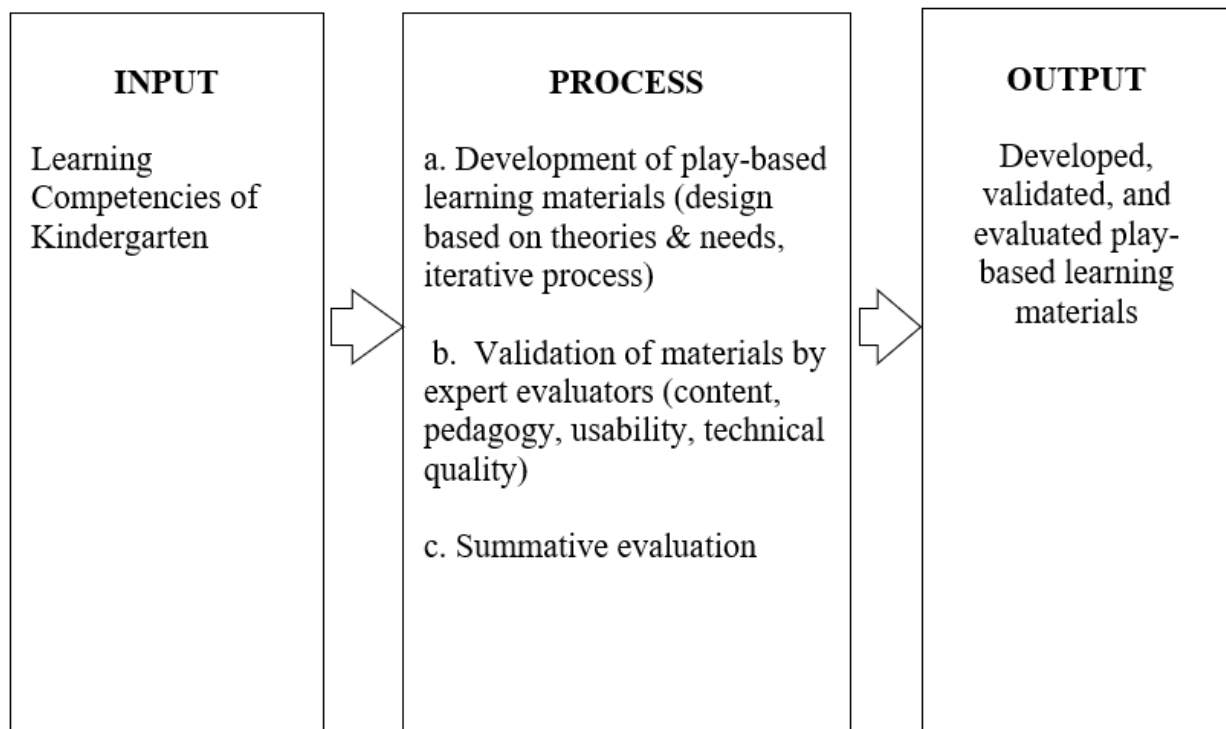 INPUT
Learning
Competencies of
Kindergarten
PROCESS
a. Development of play-based
learning materials (design
based on theories & needs,
iterative process)
b. Validation of materials by
expert evaluators (content,
pedagogy, usability, technical
quality)
c. Summative evaluation
OUTPUT
Developed,
validated, and
evaluated play-
based learning
materials